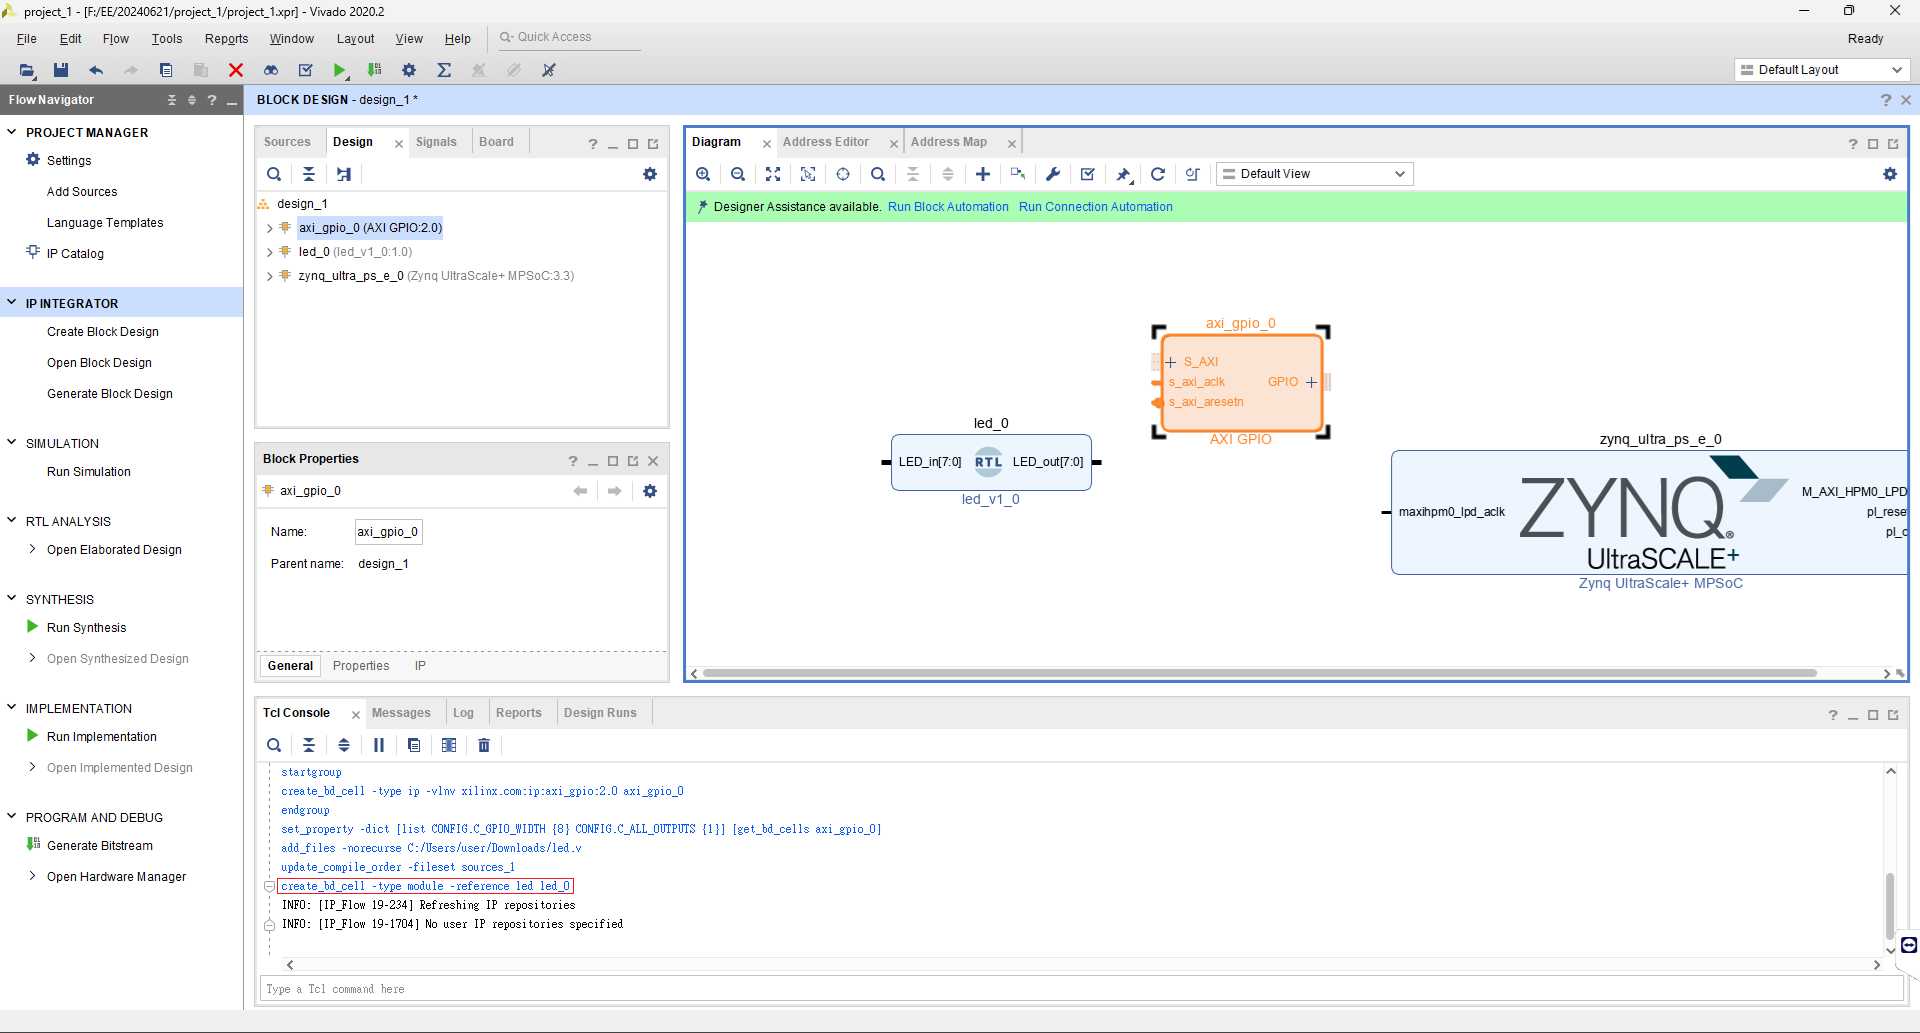 project_1 - [F:/EE/20240621/project_1/project_1.xpr] - Vivado 2020.2
File Edit Flow Tools Reports Window Layout View Help Quick Access Ready
Default Layout
Flow Navigator
BLOCK DESIGN - design_1 *
PROJECT MANAGER
Settings
Add Sources
Language Templates
IP Catalog
IP INTEGRATOR
Create Block Design
Open Block Design
Generate Block Design
SIMULATION
Run Simulation
RTL ANALYSIS
Open Elaborated Design
SYNTHESIS
Run Synthesis
Open Synthesized Design
IMPLEMENTATION
Run Implementation
Open Implemented Design
PROGRAM AND DEBUG
Generate Bitstream
Open Hardware Manager
Sources Design Signals Board
design_1
axi_gpio_0 (AXI GPIO:2.0)
led_0 (led_v1_0:1.0)
zynq_ultra_ps_e_0 (Zynq UltraScale+ MPSoC:3.3)
Block Properties
axi_gpio_0
Name: axi_gpio_0
Parent name: design_1
General Properties IP
Diagram Address Editor Address Map
Default View
Designer Assistance available. Run Block Automation Run Connection Automation
axi_gpio_0
S_AXI
s_axi_aclk GPIO
s_axi_aresetn
AXI GPIO
led_0
LED_in[7:0] RTL LED_out[7:0]
led_v1_0
zynq_ultra_ps_e_0
M_AXI_HPM0_LPD
maxihpm0_lpd_aclk ZYNQ pl_rese
pl_c
UltraSCALE+
Zynq UltraScale+ MPSoC
Tcl Console Messages Log Reports Design Runs
startgroup
create_bd_cell -type ip -vlnv xilinx.com:ip:axi_gpio:2.0 axi_gpio_0
endgroup
set_property -dict [list CONFIG.C_GPIO_WIDTH {8} CONFIG.C_ALL_OUTPUTS {1}] [get_bd_cells axi_gpio_0]
add_files -norecurse C:/Users/user/Downloads/led.v
update_compile_order -fileset sources_1
create_bd_cell -type module -reference led led_0
INFO: [IP_Flow 19-234] Refreshing IP repositories
INFO: [IP_Flow 19-1704] No user IP repositories specified
Type a Tcl command here